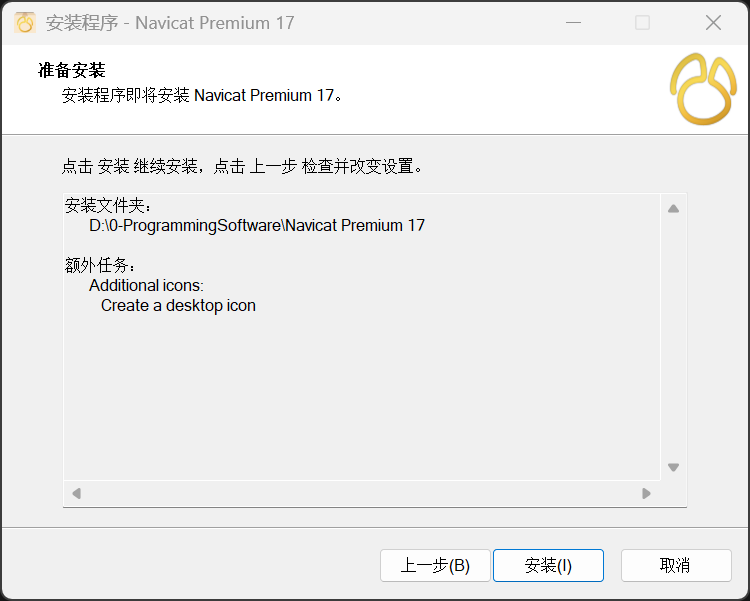 安装程序 - Navicat Premium 17
准备安装
安装程序即将安装 Navicat Premium 17。
点击 安装 继续安装，点击 上一步 检查并改变设置。
安装文件夹：
D:\0-ProgrammingSoftware\Navicat Premium 17
额外任务：
Additional icons:
Create a desktop icon
上一步(B)
安装(I)
取消